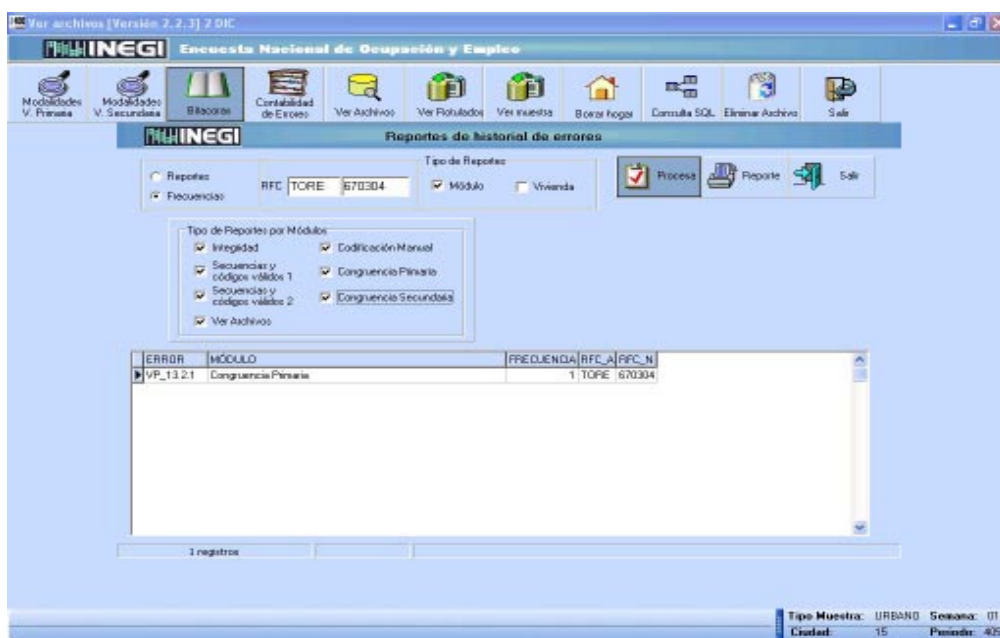 Ver archivos [Versión 2.2.3] 2 DIC
INEGI Encuesta Nacional de Ocupación y Empleo
Modalidades V. Primaria
Modalidades V. Secundaria
Bitacoras
Contabilidad de Errores
Ver Archivos
Ver Rotulados
Ver muestra
Borrar hogar
Consulta SQL
Eliminar Archivo
Salir
INEGI Reportes de historial de errores
Reportes
Frecuencias
RFC TORE 670304
Tipo de Reportes
Módulo Vivienda
Procesa Reporte Salir
Tipo de Reportes por Módulos
Integridad Codificación Manual
Secuencias y códigos válidos 1 Congruencia Primaria
Secuencias y códigos válidos 2 Congruencia Secundaria
Ver Archivos
ERROR MÓDULO FRECUENCIA RFC_A RFC_N
VP_13.2.1 Congruencia Primaria 1 TORE 670304
1 registros
Tipo Muestra: URBANO Semana: 01
Ciudad: 15 Periodo: 405